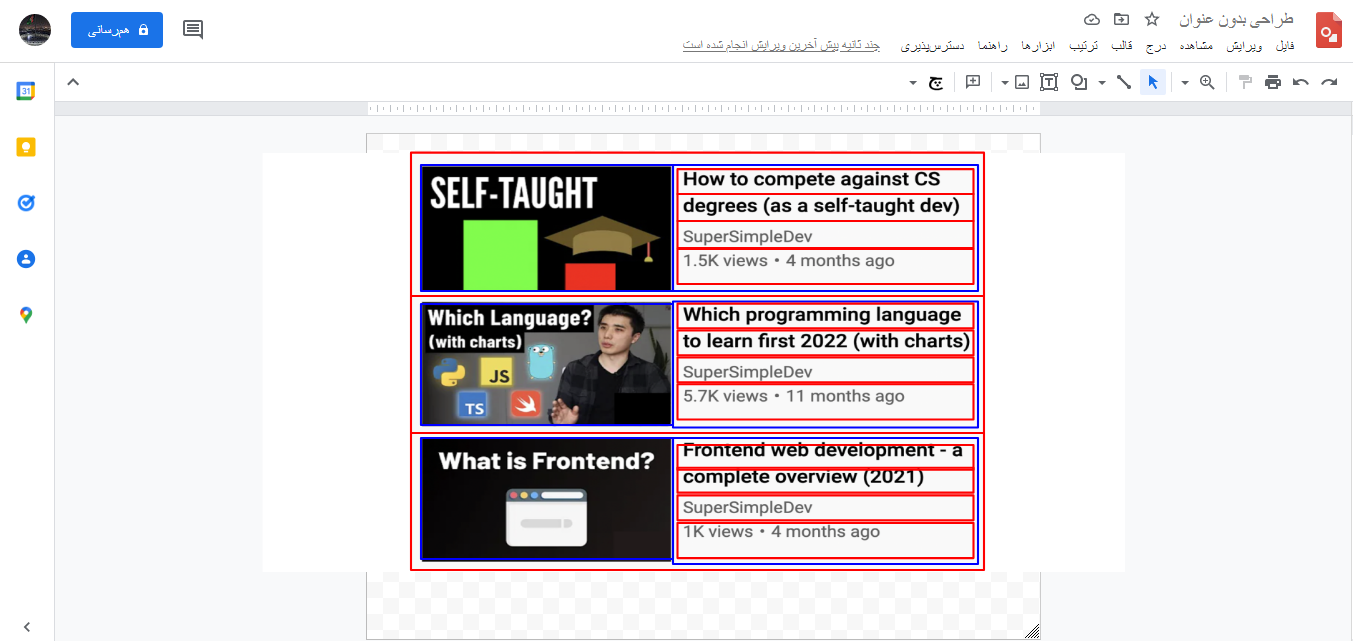 طراحی بدون عنوان
فایل ویرایش مشاهده درج قالب ترتیب ابزارها راهنما دسترس‌پذیری چند ثانیه پیش آخرین ویرایش انجام شده است
هم‌رسانی
31
SELF-TAUGHT
How to compete against CS
degrees (as a self-taught dev)
SuperSimpleDev
1.5K views • 4 months ago
Which Language?
(with charts)
JS
TS
Which programming language
to learn first 2022 (with charts)
SuperSimpleDev
5.7K views • 11 months ago
What is Frontend?
Frontend web development - a
complete overview (2021)
SuperSimpleDev
1K views • 4 months ago